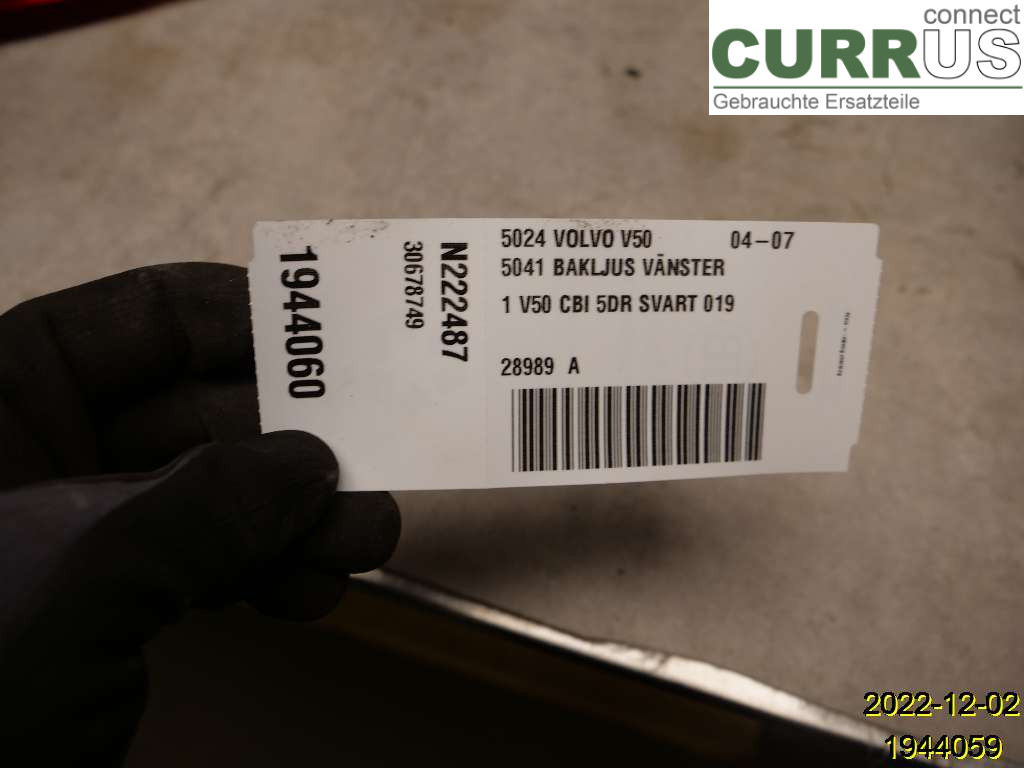 connect
CURRUS
Gebrauchte Ersatzteile
1944060
30678749
N222487
5024 VOLVO V50 04-07
5041 BAKLJUS VÄNSTER
1 V50 CBI 5DR SVART 019
28989 A
2022-12-02
1944059